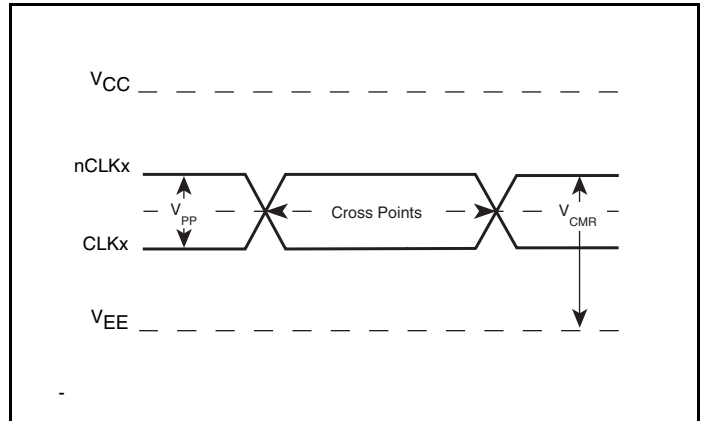 VCC
nCLKx
VPP
Cross Points
VCMR
CLKx
VEE
-